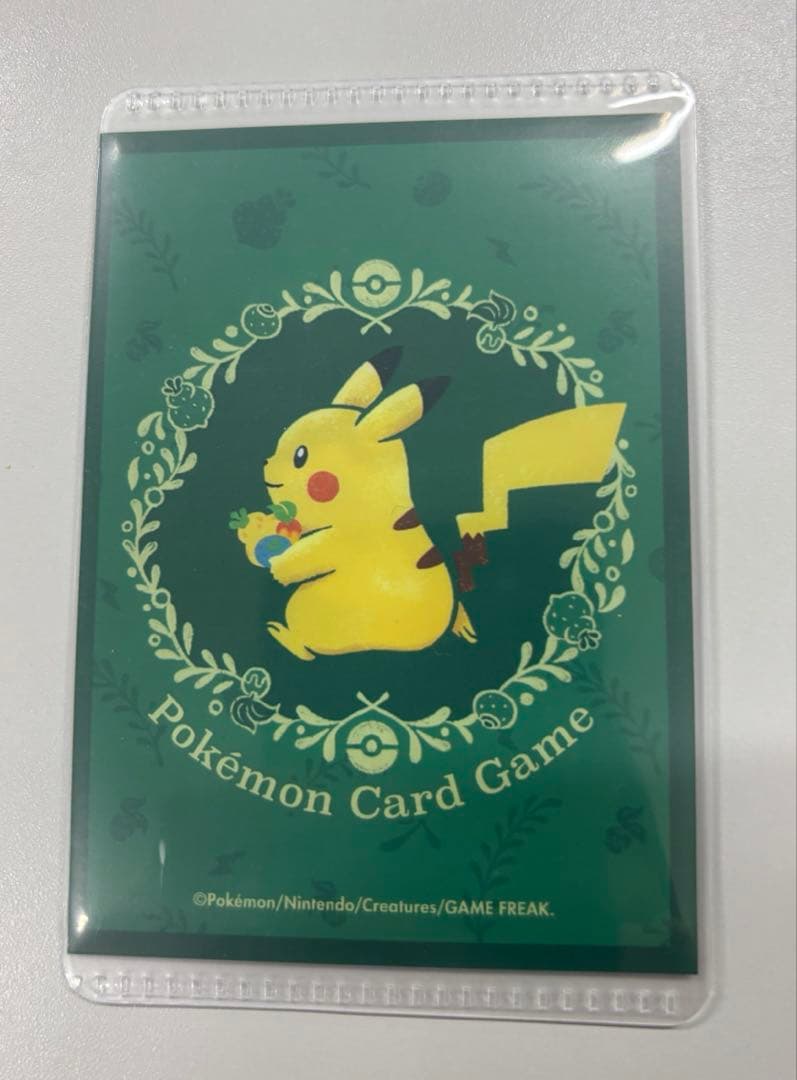 Pokémon Card Game
©Pokémon/Nintendo/Creatures/GAME FREAK.